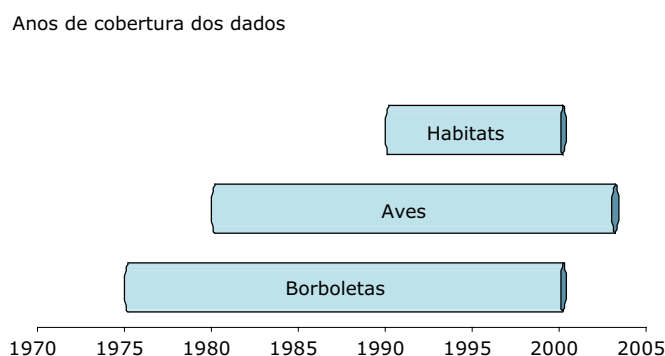 Anos de cobertura dos dados
Habitats
Aves
Borboletas
1970 1975 1980 1985 1990 1995 2000 2005